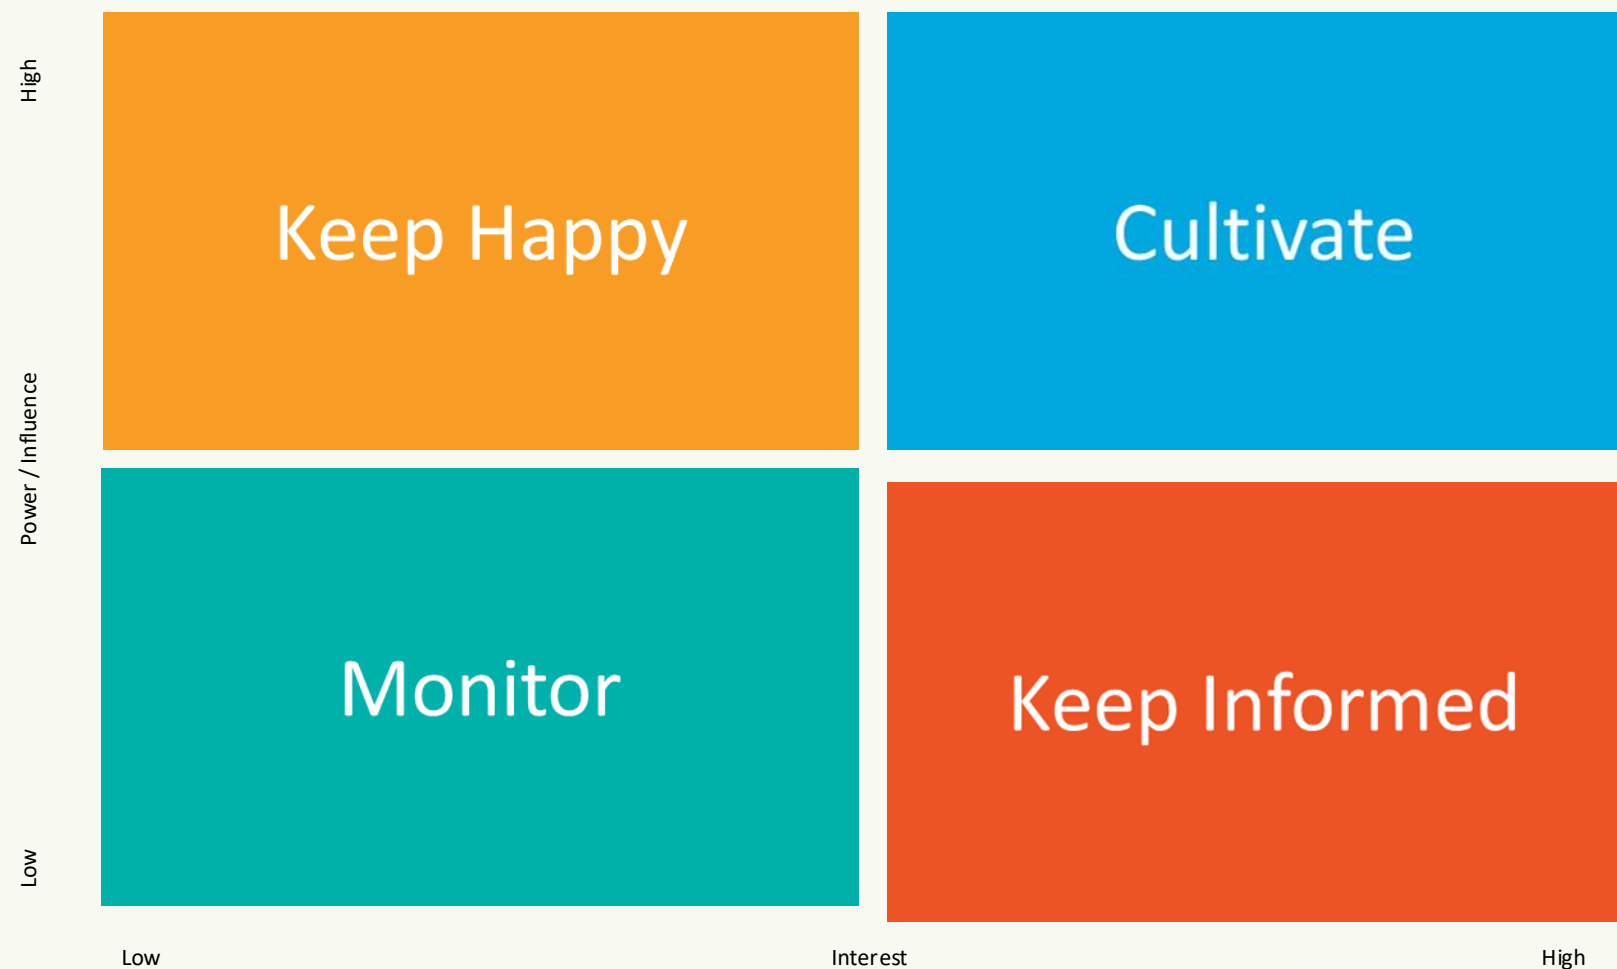 High
Keep Happy
Cultivate
Power / Influence
Monitor
Keep Informed
Low
Low
Interest
High